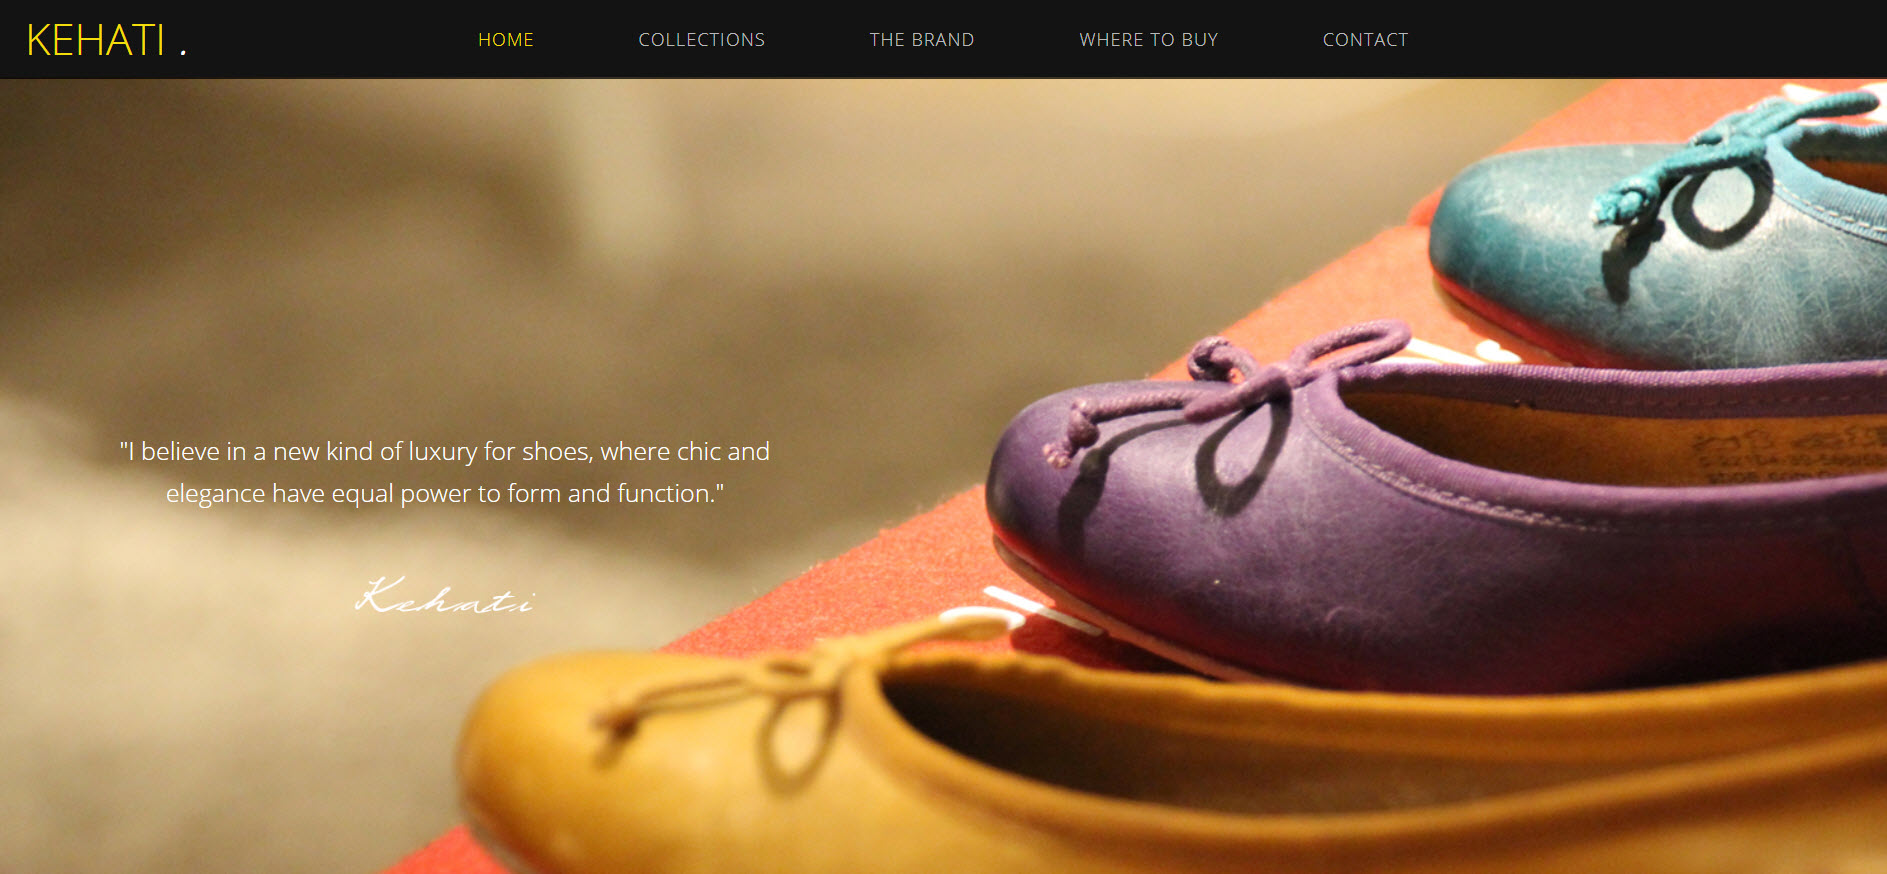 KEHATI .
HOME
COLLECTIONS
THE BRAND
WHERE TO BUY
CONTACT
"I believe in a new kind of luxury for shoes, where chic and
elegance have equal power to form and function."
Kehati